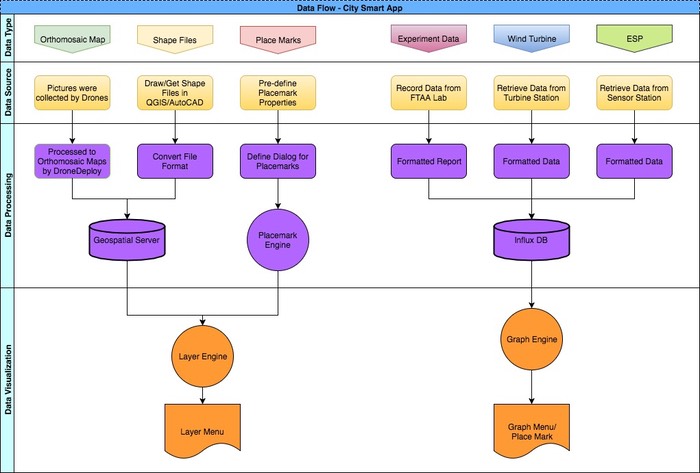 Data Flow - City Smart App
Data Type
Orthomosaic Map
Shape Files
Place Marks
Experiment Data
Wind Turbine
ESP
Data Source
Pictures were
collected by Drones
Draw/Get Shape
Files in
QGIS/AutoCAD
Pre-define
Placemark
Properties
Record Data from
FTAA Lab
Retrieve Data from
Turbine Station
Retrieve Data from
Sensor Station
Data Processing
Processed to
Orthomosaic Maps
by DroneDeploy
Convert File
Format
Define Dialog for
Placemarks
Formatted Report
Formatted Data
Formatted Data
Geospatial Server
Placemark
Engine
Influx DB
Data Visualization
Layer Engine
Graph Engine
Layer Menu
Graph Menu/
Place Mark